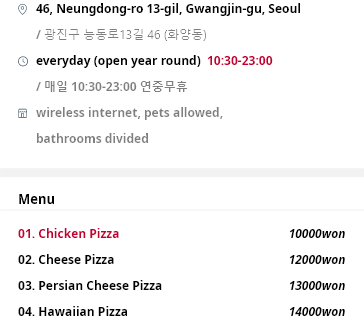 46, Neungdong-ro 13-gil, Gwangjin-gu, Seoul
/ 광진구 능동로13길 46 (화양동)
everyday (open year round) 10:30-23:00
/ 매일 10:30-23:00 연중무휴
wireless internet, pets allowed,
bathrooms divided
Menu
01. Chicken Pizza 10000won
02. Cheese Pizza 12000won
03. Persian Cheese Pizza 13000won
04. Hawaiian Pizza 14000won